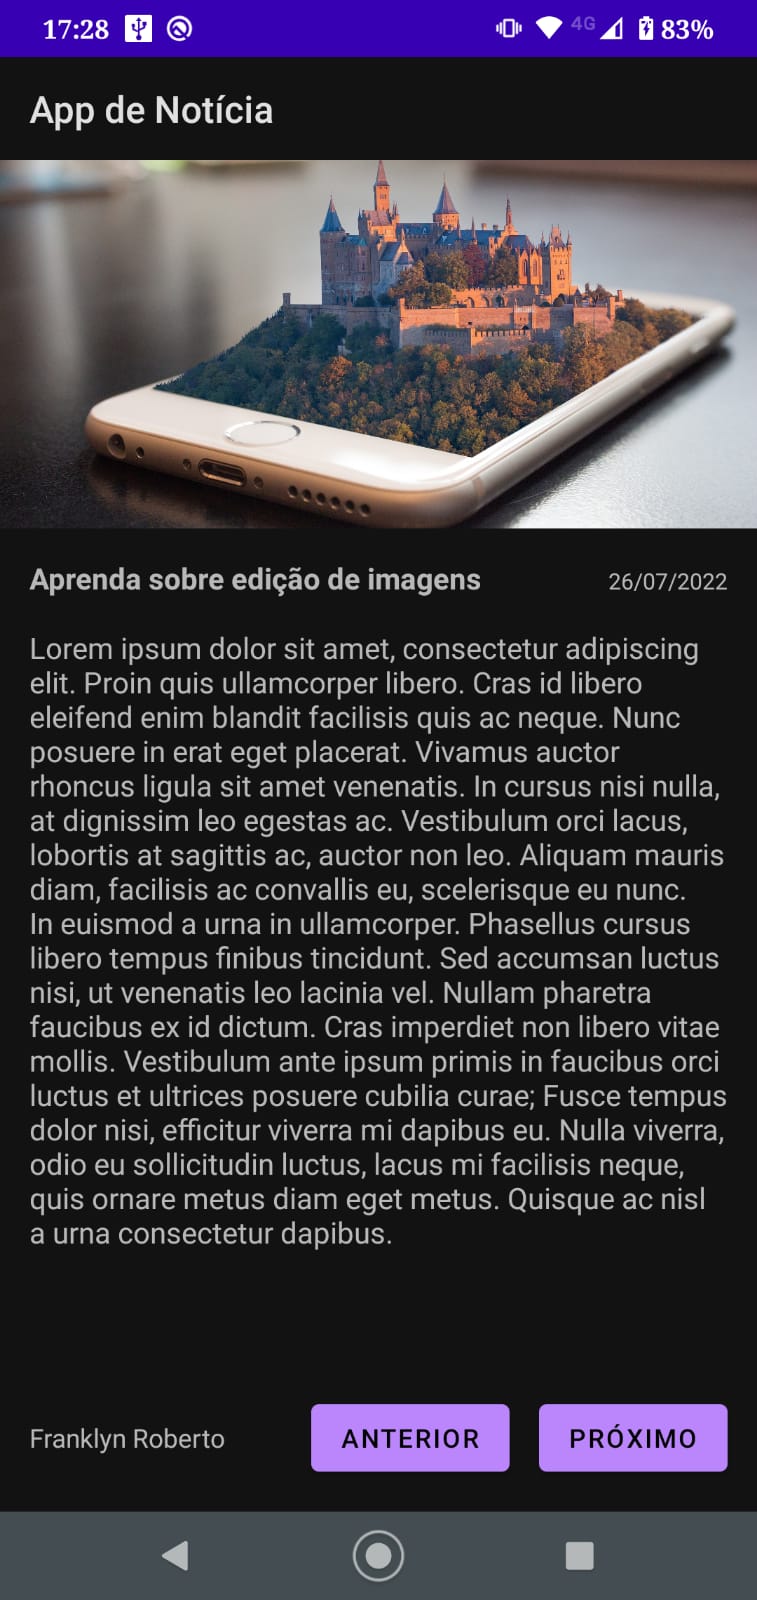 17:28 4G 83%
App de Notícia
Aprenda sobre edição de imagens 26/07/2022
Lorem ipsum dolor sit amet, consectetur adipiscing
elit. Proin quis ullamcorper libero. Cras id libero
eleifend enim blandit facilisis quis ac neque. Nunc
posuere in erat eget placerat. Vivamus auctor
rhoncus ligula sit amet venenatis. In cursus nisi nulla,
at dignissim leo egestas ac. Vestibulum orci lacus,
lobortis at sagittis ac, auctor non leo. Aliquam mauris
diam, facilisis ac convallis eu, scelerisque eu nunc.
In euismod a urna in ullamcorper. Phasellus cursus
libero tempus finibus tincidunt. Sed accumsan luctus
nisi, ut venenatis leo lacinia vel. Nullam pharetra
faucibus ex id dictum. Cras imperdiet non libero vitae
mollis. Vestibulum ante ipsum primis in faucibus orci
luctus et ultrices posuere cubilia curae; Fusce tempus
dolor nisi, efficitur viverra mi dapibus eu. Nulla viverra,
odio eu sollicitudin luctus, lacus mi facilisis neque,
quis ornare metus diam eget metus. Quisque ac nisl
a urna consectetur dapibus.
Franklyn Roberto ANTERIOR PRÓXIMO